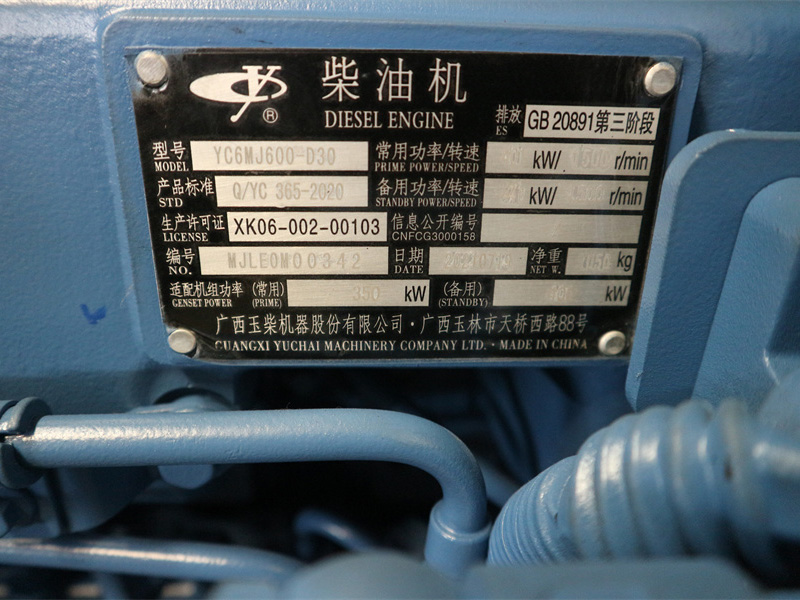 柴油机
®
DIESEL ENGINE
排放 ES GB 20891第三阶段
型号 MODEL YC6MJ600-D30 常用功率/转速 PRIME POWER/SPEED kW/ r/min
产品标准 STD Q/YC 365-2020 备用功率/转速 STANDBY POWER/SPEED kW/ r/min
生产许可证 LICENSE XK06-002-00103 信息公开编号 CNFCG3000158
编号 NO. MJLE0M00342 日期 DATE 净重 NET W. kg
适配机组功率 GENSET POWER (常用) (PRIME) 350 kW (备用) (STANDBY) kW
广西玉柴机器股份有限公司·广西玉林市天桥西路88号
GUANGXI YUCHAI MACHINERY COMPANY LTD. · MADE IN CHINA